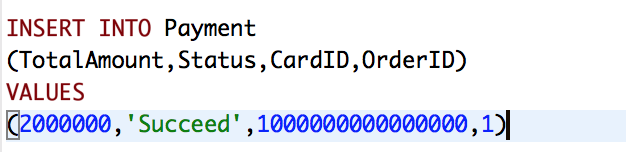 INSERT INTO Payment
(TotalAmount,Status,CardID,OrderID)
VALUES
(2000000,'Succeed',1000000000000000,1)